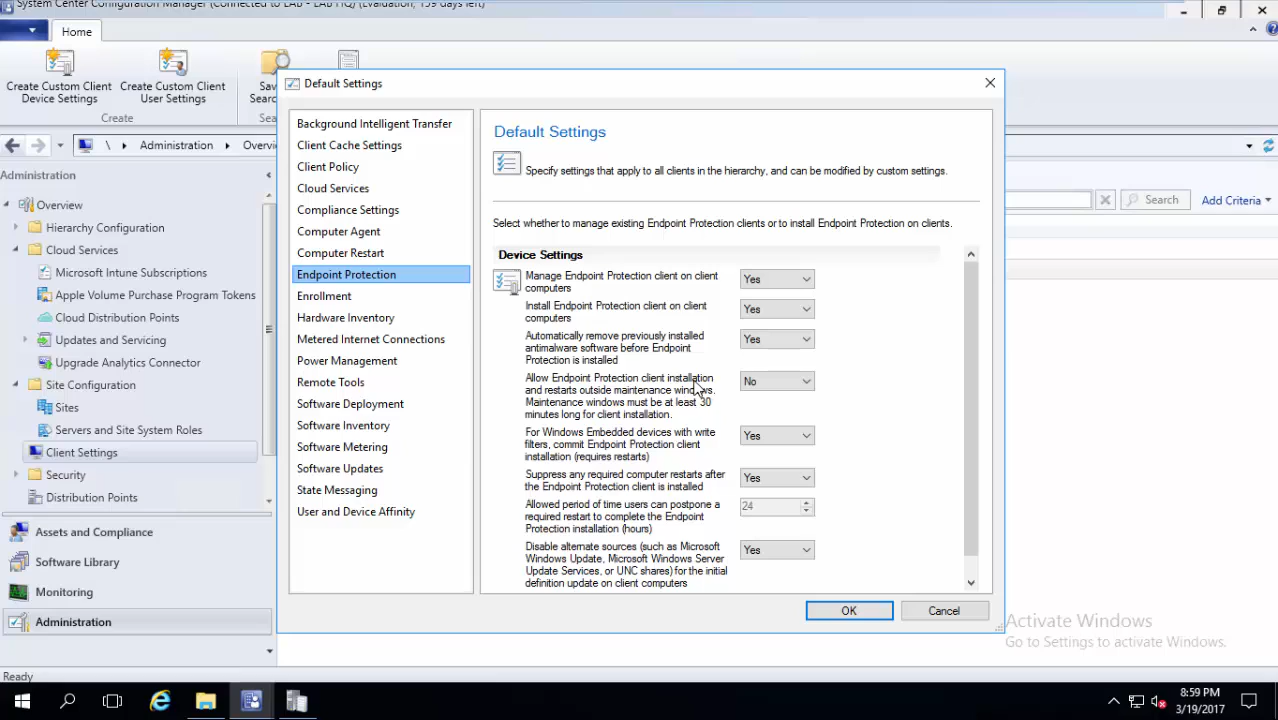 System Center Configuration Manager (Connected to LAB - LAB HQ) (Evaluation, 159 days left)
Home
Create Custom Client
Device Settings
Create Custom Client
User Settings
Create
Default Settings
\
Administration
Add Criteria
Search
Administration
Overview
Hierarchy Configuration
Cloud Services
Microsoft Intune Subscriptions
Apple Volume Purchase Program Tokens
Cloud Distribution Points
Updates and Servicing
Upgrade Analytics Connector
Site Configuration
Sites
Servers and Site System Roles
Client Settings
Security
Distribution Points
Assets and Compliance
Software Library
Monitoring
Administration
Background Intelligent Transfer
Client Cache Settings
Client Policy
Cloud Services
Compliance Settings
Computer Agent
Computer Restart
Endpoint Protection
Enrollment
Hardware Inventory
Metered Internet Connections
Power Management
Remote Tools
Software Deployment
Software Inventory
Software Metering
Software Updates
State Messaging
User and Device Affinity
Default Settings
Specify settings that apply to all clients in the hierarchy, and can be modified by custom settings.
Select whether to manage existing Endpoint Protection clients or to install Endpoint Protection on clients.
Device Settings
Manage Endpoint Protection client on client
computers
Yes
Install Endpoint Protection client on client
computers
Yes
Automatically remove previously installed
antimalware software before Endpoint
Protection is installed
Yes
Allow Endpoint Protection client installation
and restarts outside maintenance windows.
Maintenance windows must be at least 30
minutes long for client installation.
No
For Windows Embedded devices with write
filters, commit Endpoint Protection client
installation (requires restarts)
Yes
Suppress any required computer restarts after
the Endpoint Protection client is installed
Yes
Allowed period of time users can postpone a
required restart to complete the Endpoint
Protection installation (hours)
24
Disable alternate sources (such as Microsoft
Windows Update, Microsoft Windows Server
Update Services, or UNC shares) for the initial
definition update on client computers
Yes
OK
Cancel
Activate Windows
Go to Settings to activate Windows.
Ready
8:59 PM
3/19/2017